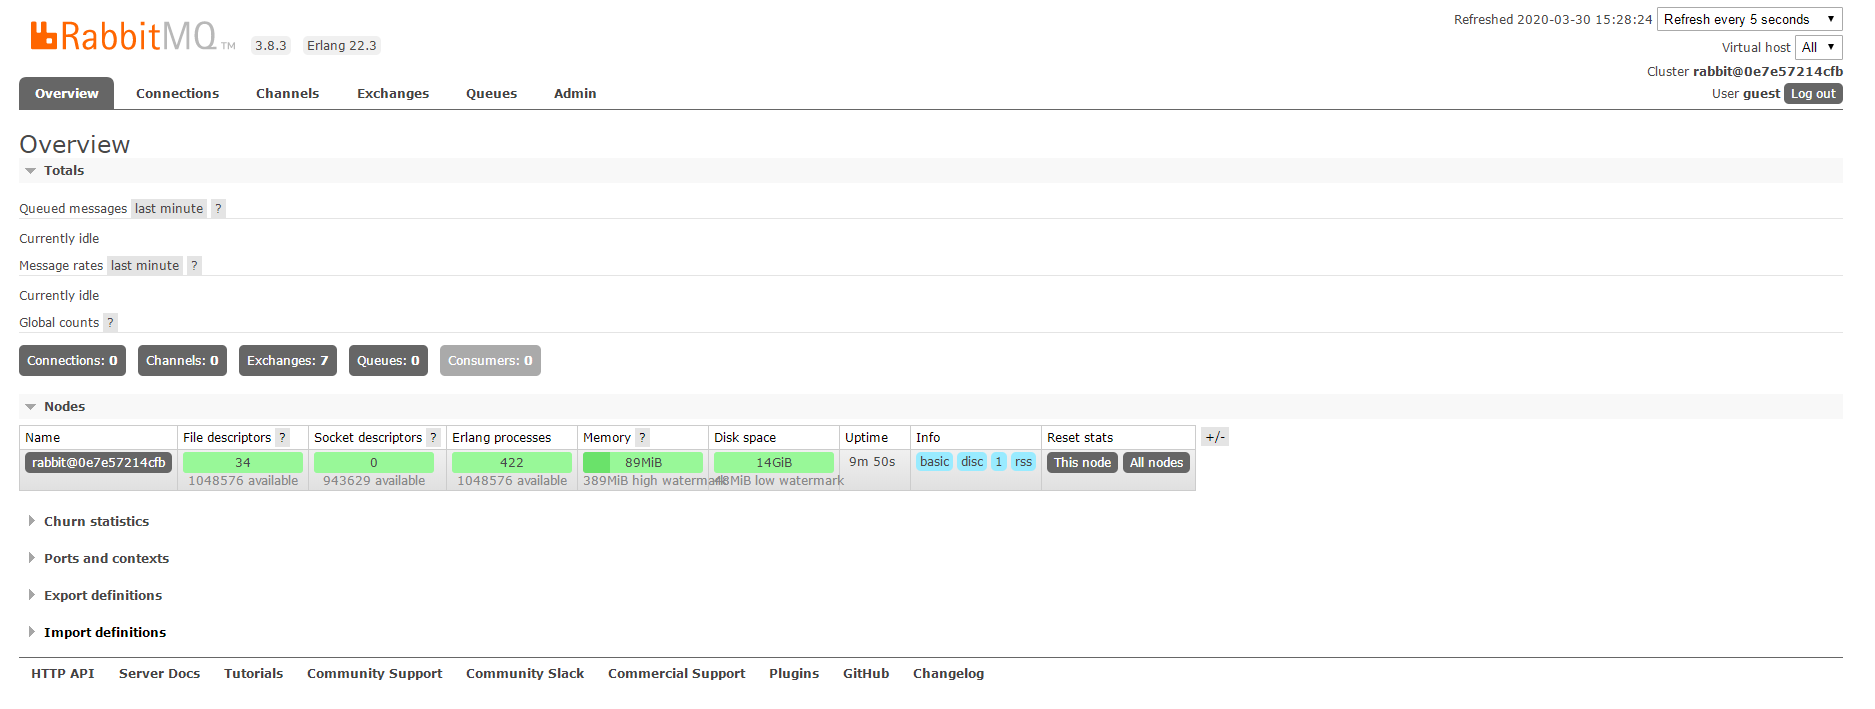 RabbitMQ TM 3.8.3 Erlang 22.3
Refreshed 2020-03-30 15:28:24 Refresh every 5 seconds
Virtual host All
Cluster rabbit@0e7e57214cfb
User guest Log out
Overview Connections Channels Exchanges Queues Admin
Overview
Totals
Queued messages last minute ?
Currently idle
Message rates last minute ?
Currently idle
Global counts ?
Connections: 0 Channels: 0 Exchanges: 7 Queues: 0 Consumers: 0
Nodes
Name File descriptors ? Socket descriptors ? Erlang processes Memory ? Disk space Uptime Info Reset stats +/-
rabbit@0e7e57214cfb 34 0 422 89MiB 14GiB 9m 50s basic disc 1 rss This node All nodes
1048576 available 943629 available 1048576 available 389MiB high watermark 48MiB low watermark
Churn statistics
Ports and contexts
Export definitions
Import definitions
HTTP API Server Docs Tutorials Community Support Community Slack Commercial Support Plugins GitHub Changelog